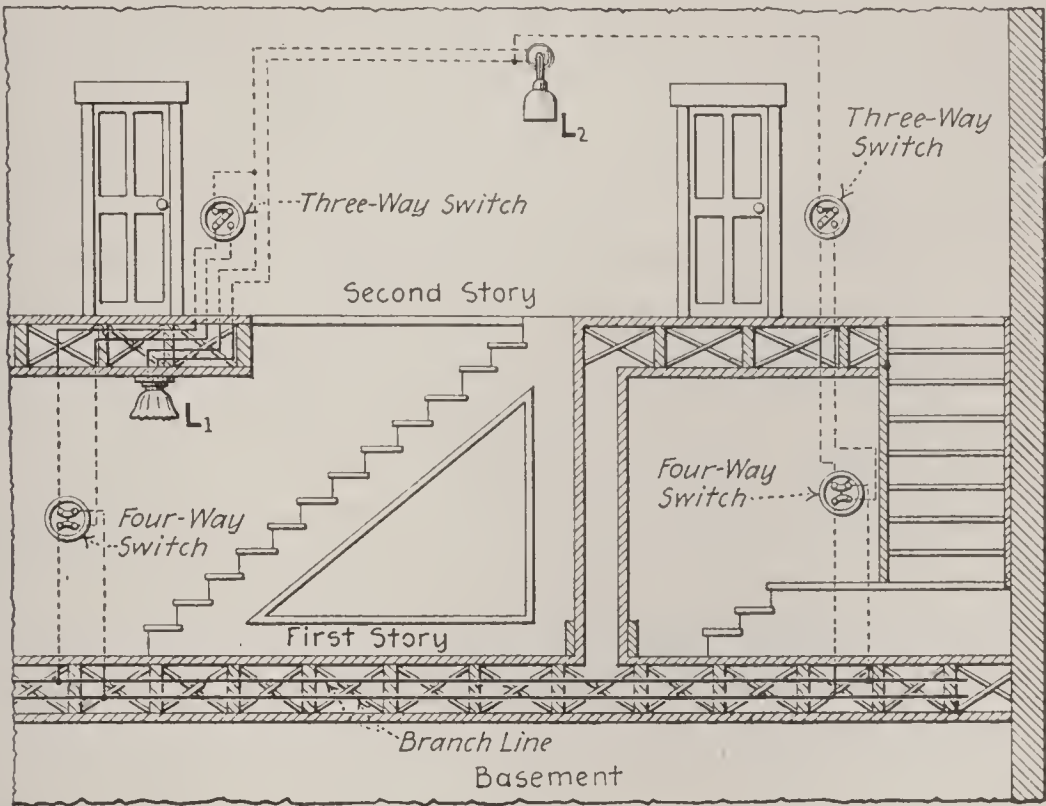 L₂
Three-Way
Switch
Three-Way Switch
Second Story
L₁
Four-Way
Switch
Four-Way
Switch
First Story
Branch Line
Basement